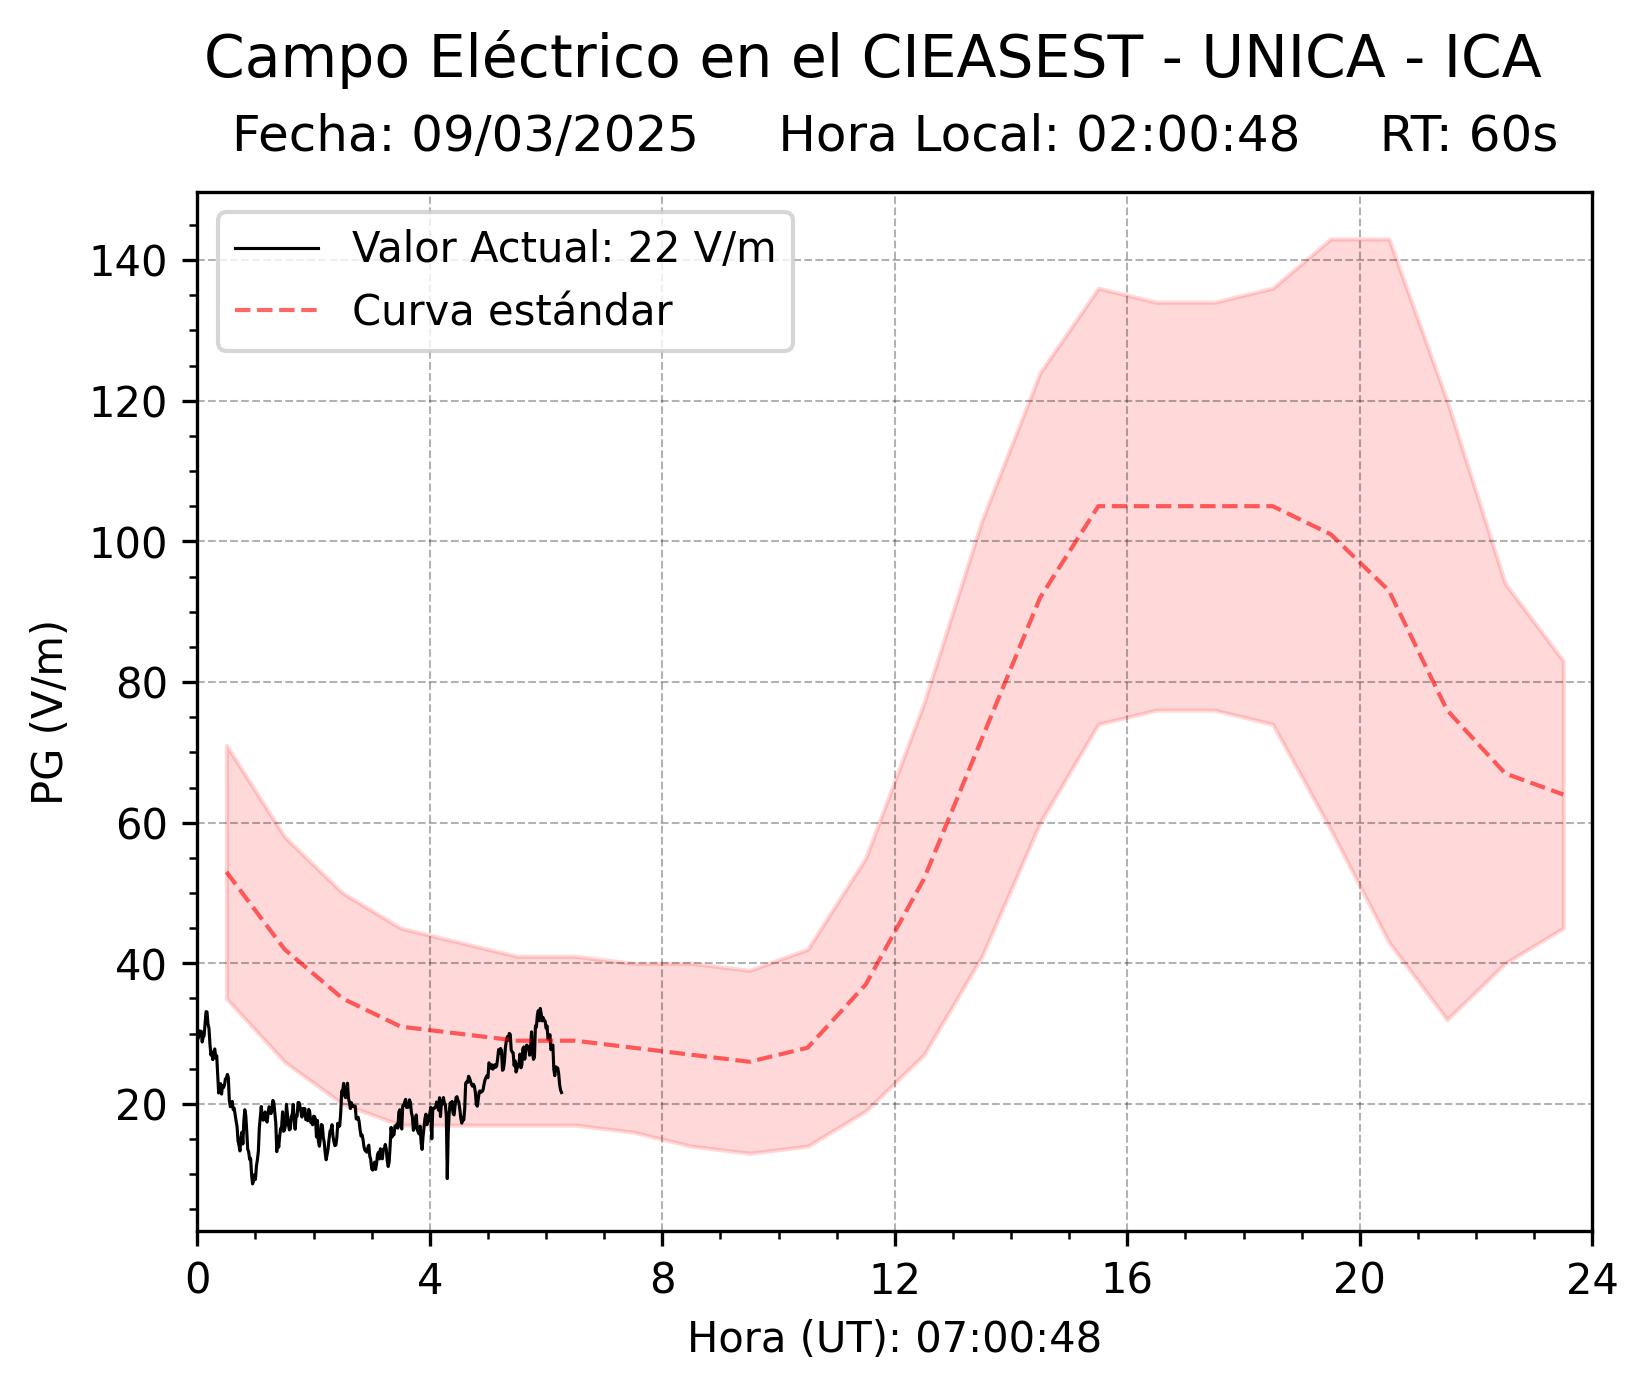 Campo Eléctrico en el CIEASEST - UNICA - ICA
Fecha: 09/03/2025 Hora Local: 02:00:48 RT: 60s
Valor Actual: 22 V/m
Curva estándar
140
120
100
80
60
40
20
PG (V/m)
0 4 8 12 16 20 24
Hora (UT): 07:00:48